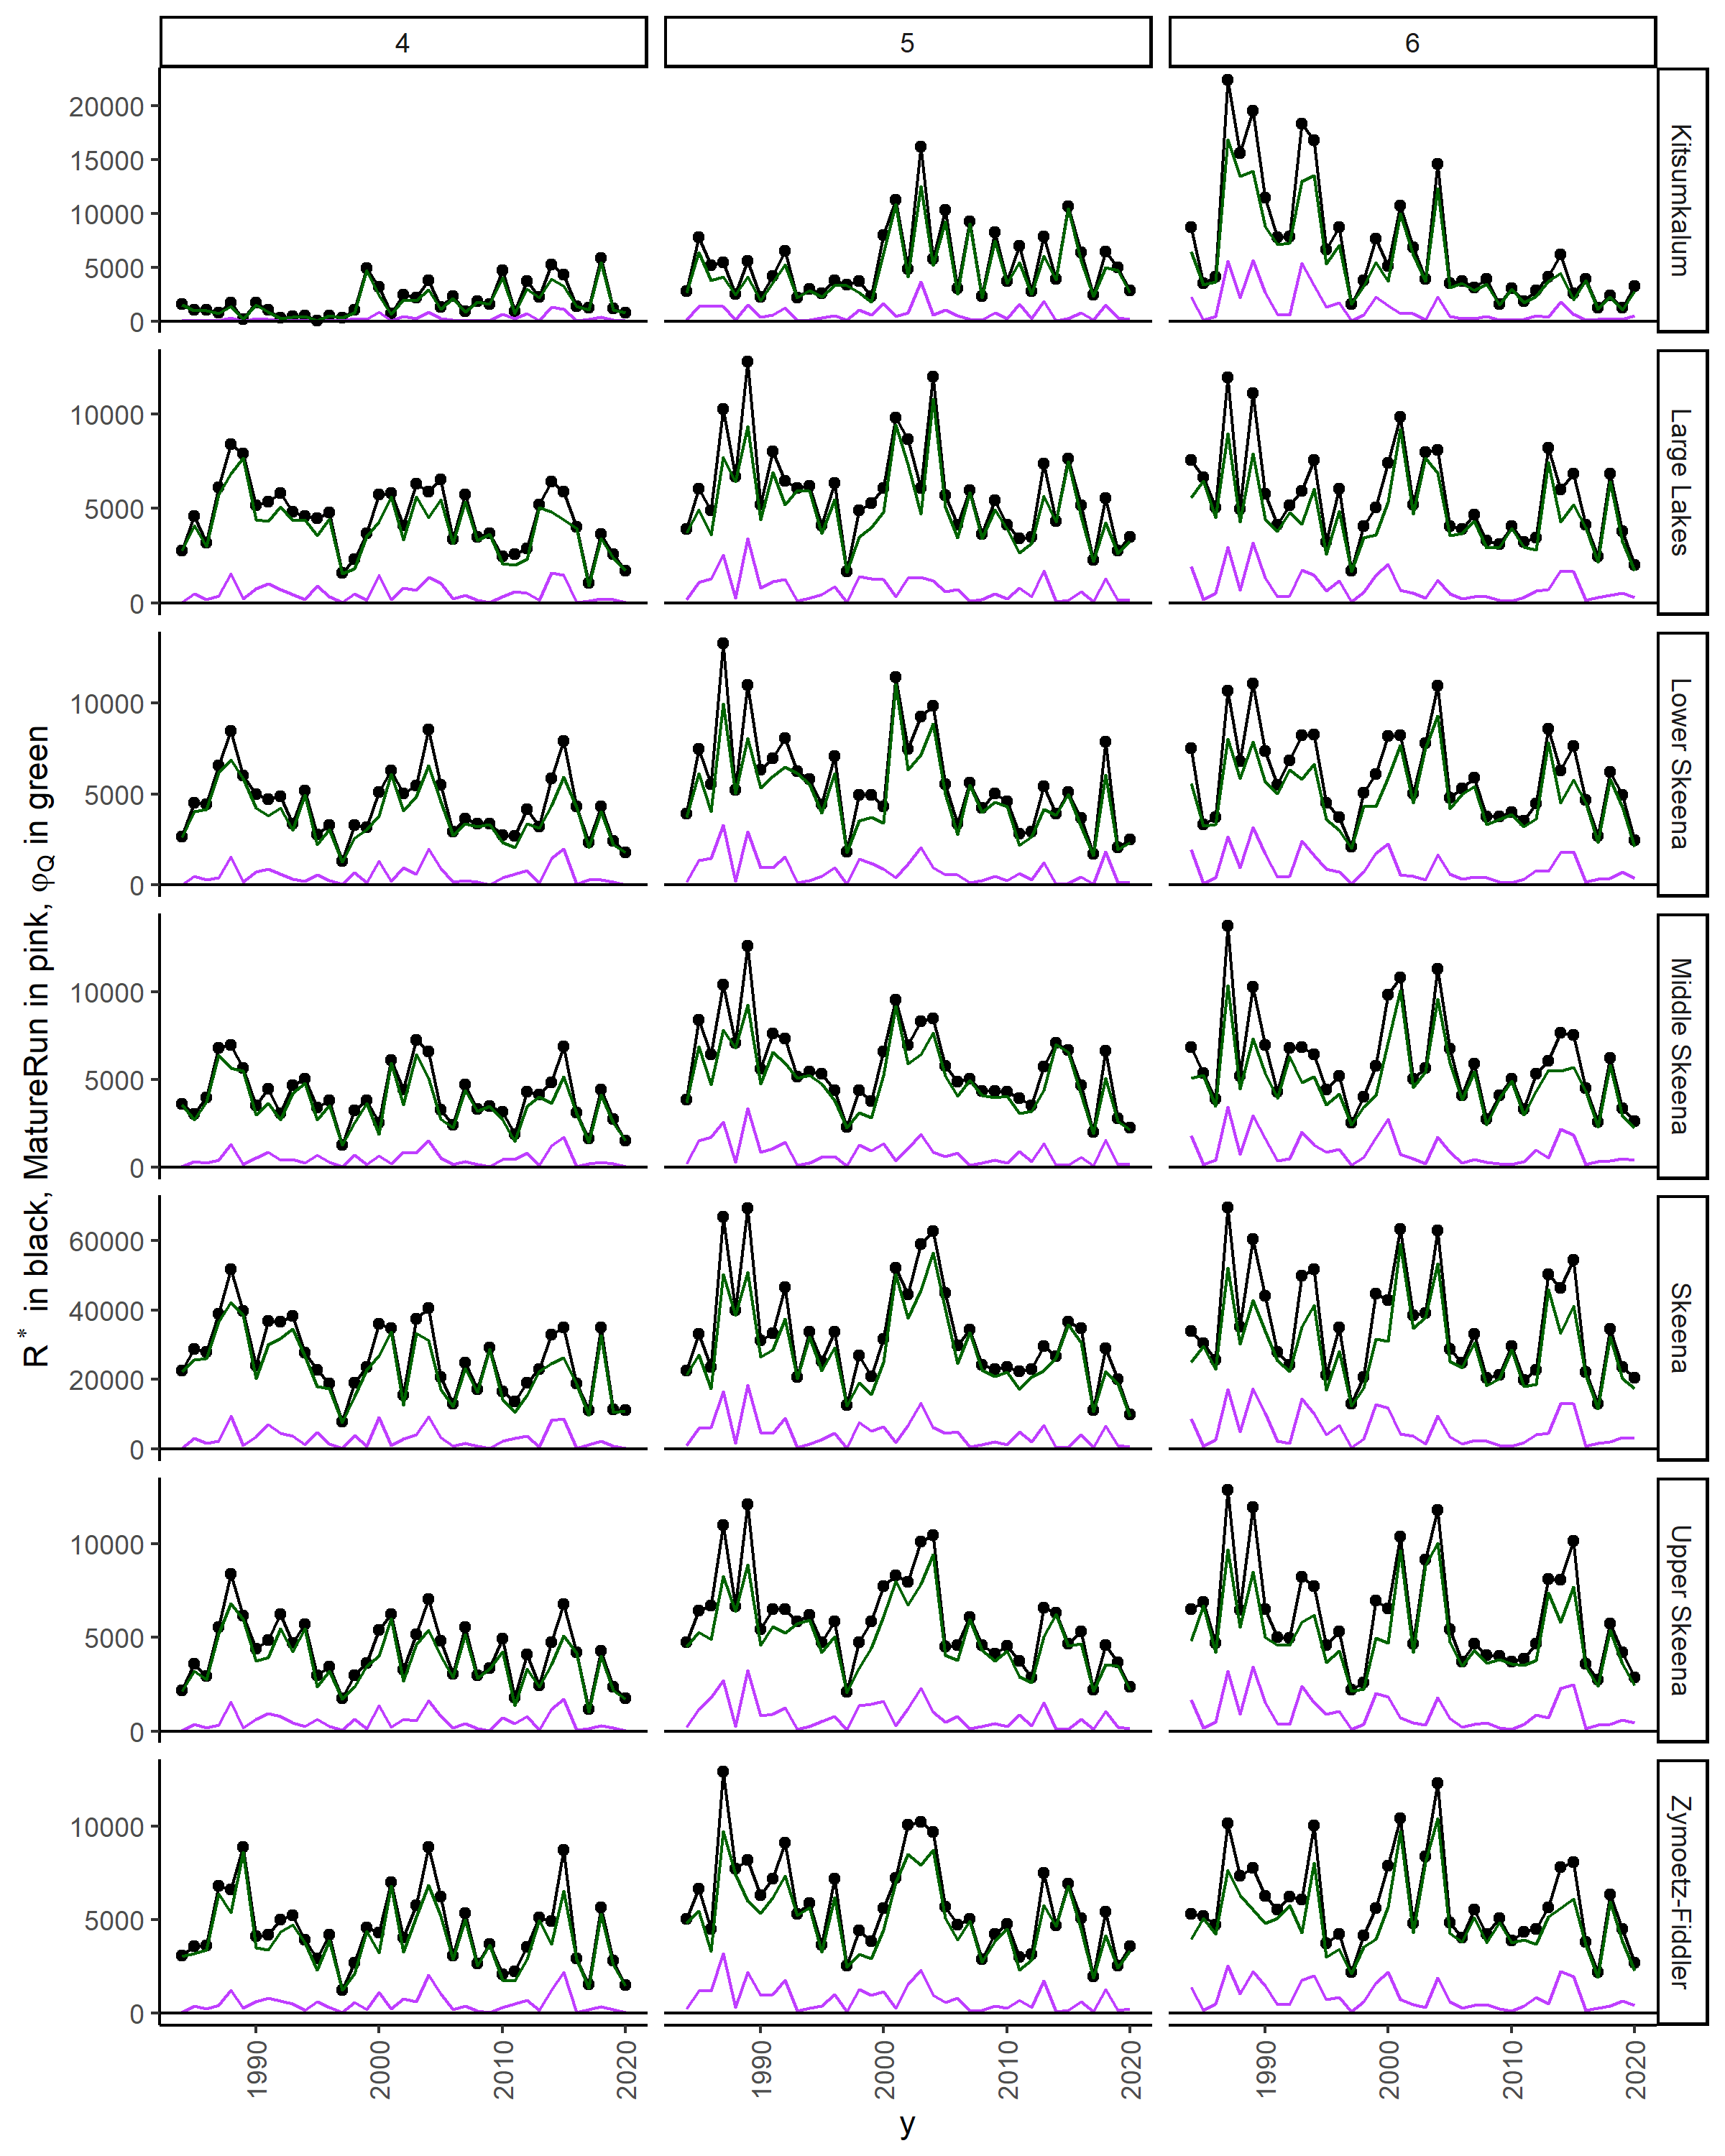 4 5 6
20000
15000
10000
5000
0
Kitsumkalum
10000
5000
0
Large Lakes
10000
5000
0
Lower Skeena
10000
5000
0
Middle Skeena
60000
40000
20000
0
Skeena
10000
5000
0
Upper Skeena
10000
5000
0
Zymoetz-Fiddler
R* in black, MatureRun in pink, φQ in green
1990 2000 2010 2020 1990 2000 2010 2020 1990 2000 2010 2020
y